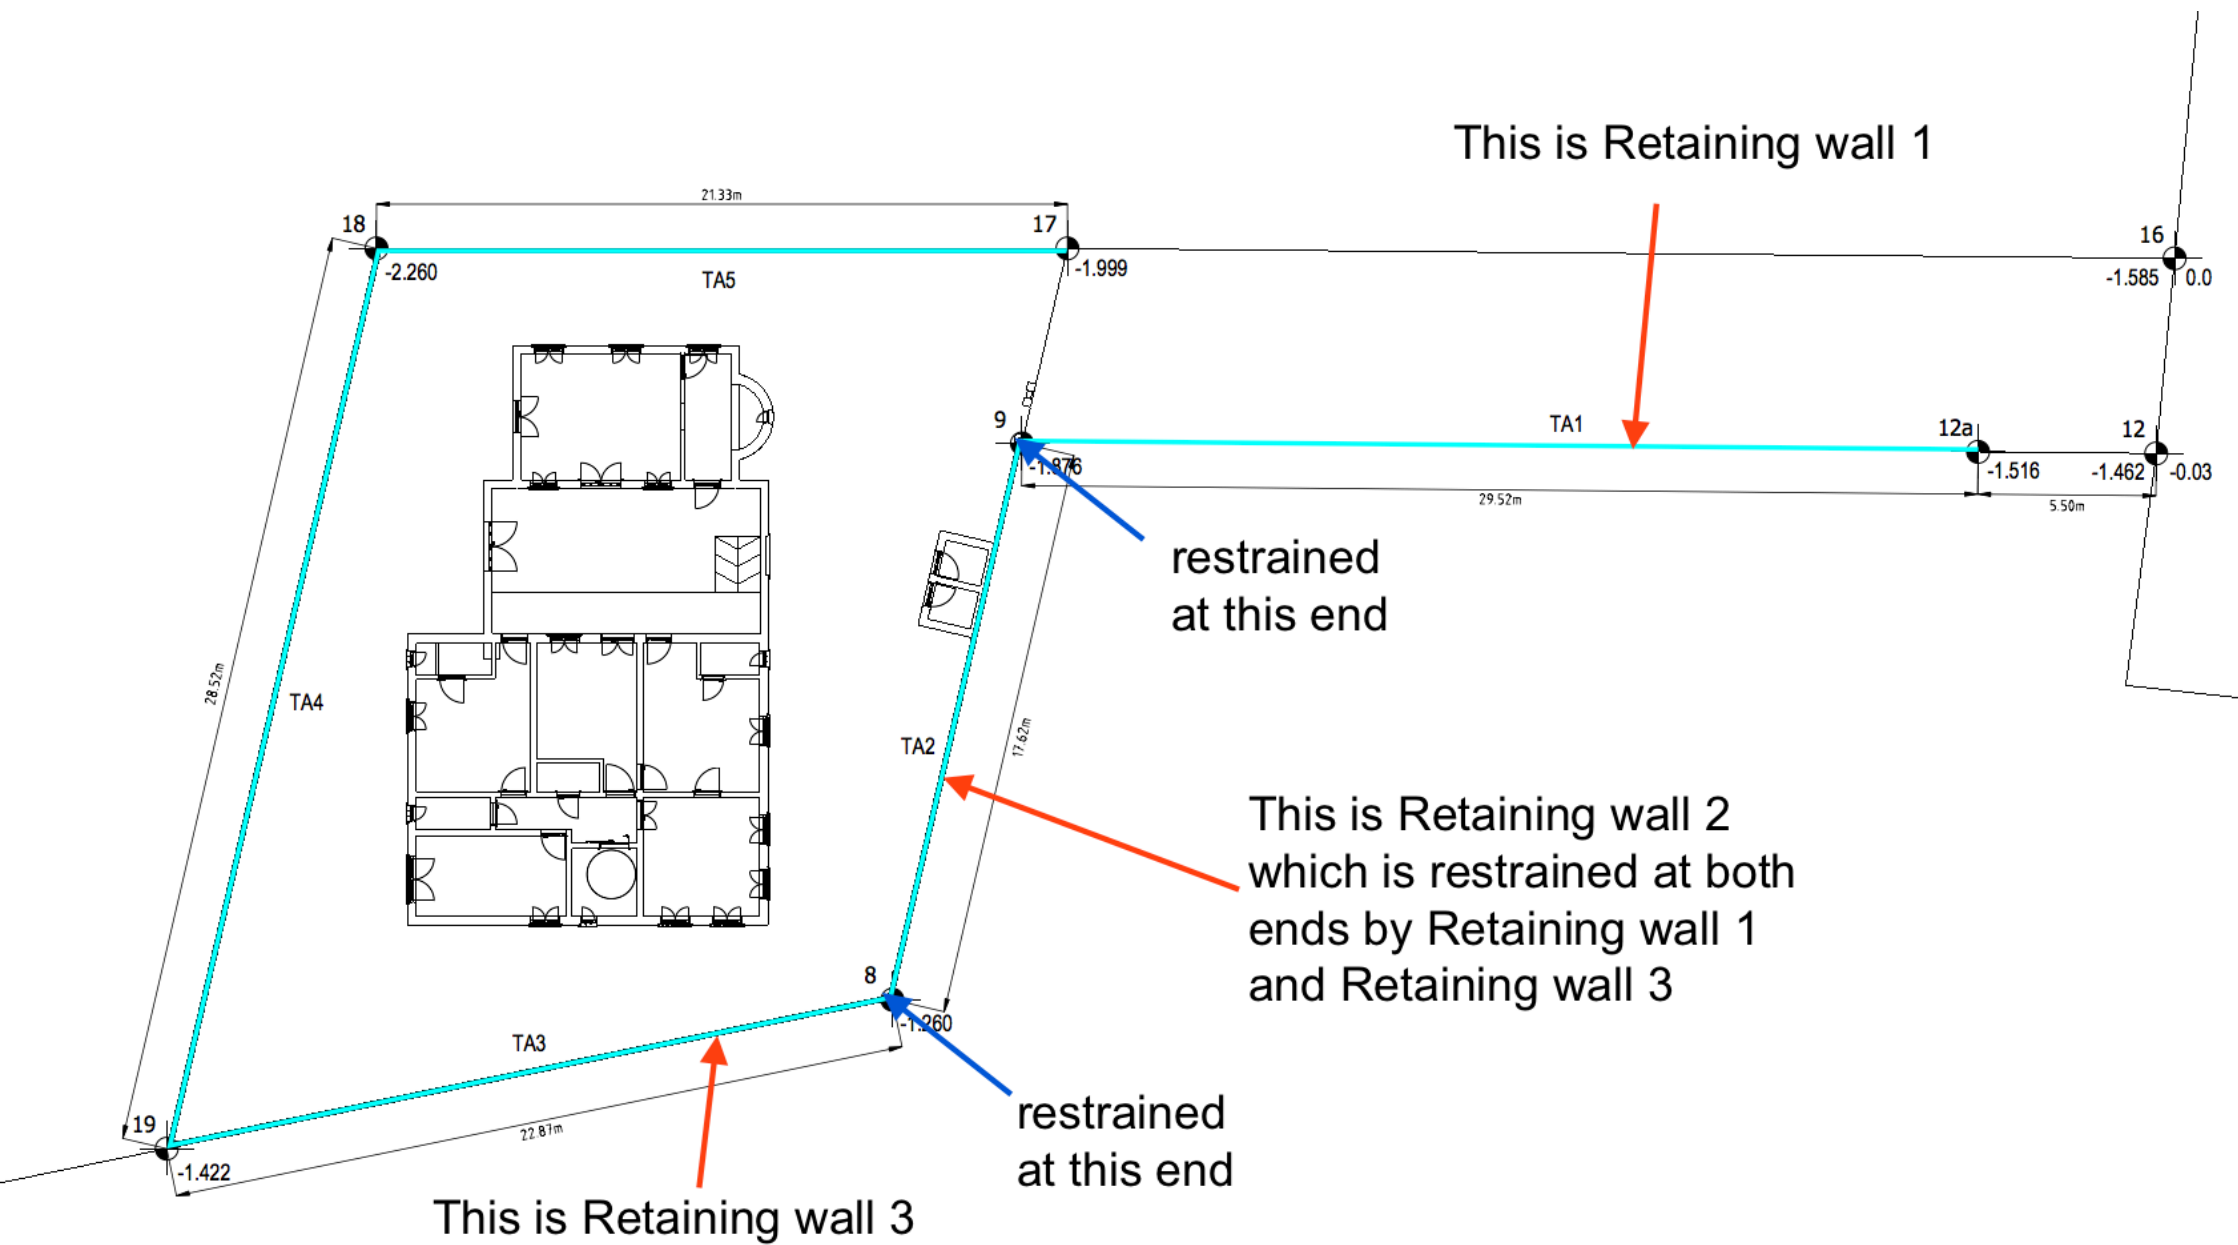 This is Retaining wall 1
21.33m
18
17
16
-2.260
-1.999
-1.585
0.0
TA5
9
TA1
12a
12
-1.876
-1.516
-1.462
-0.03
29.52m
5.50m
restrained
at this end
28.52m
TA4
TA2
17.62m
This is Retaining wall 2
which is restrained at both
ends by Retaining wall 1
and Retaining wall 3
8
-1.260
TA3
19
22.87m
-1.422
restrained
at this end
This is Retaining wall 3